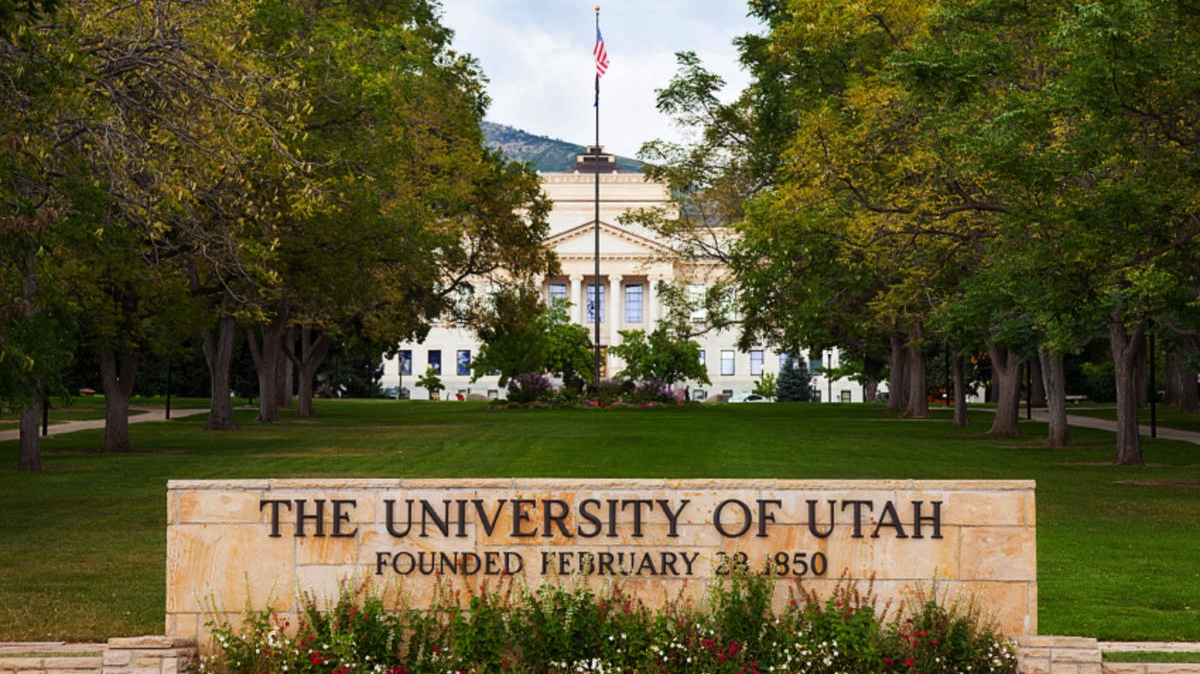 THE UNIVERSITY OF UTAH
FOUNDED FEBRUARY 28 1850